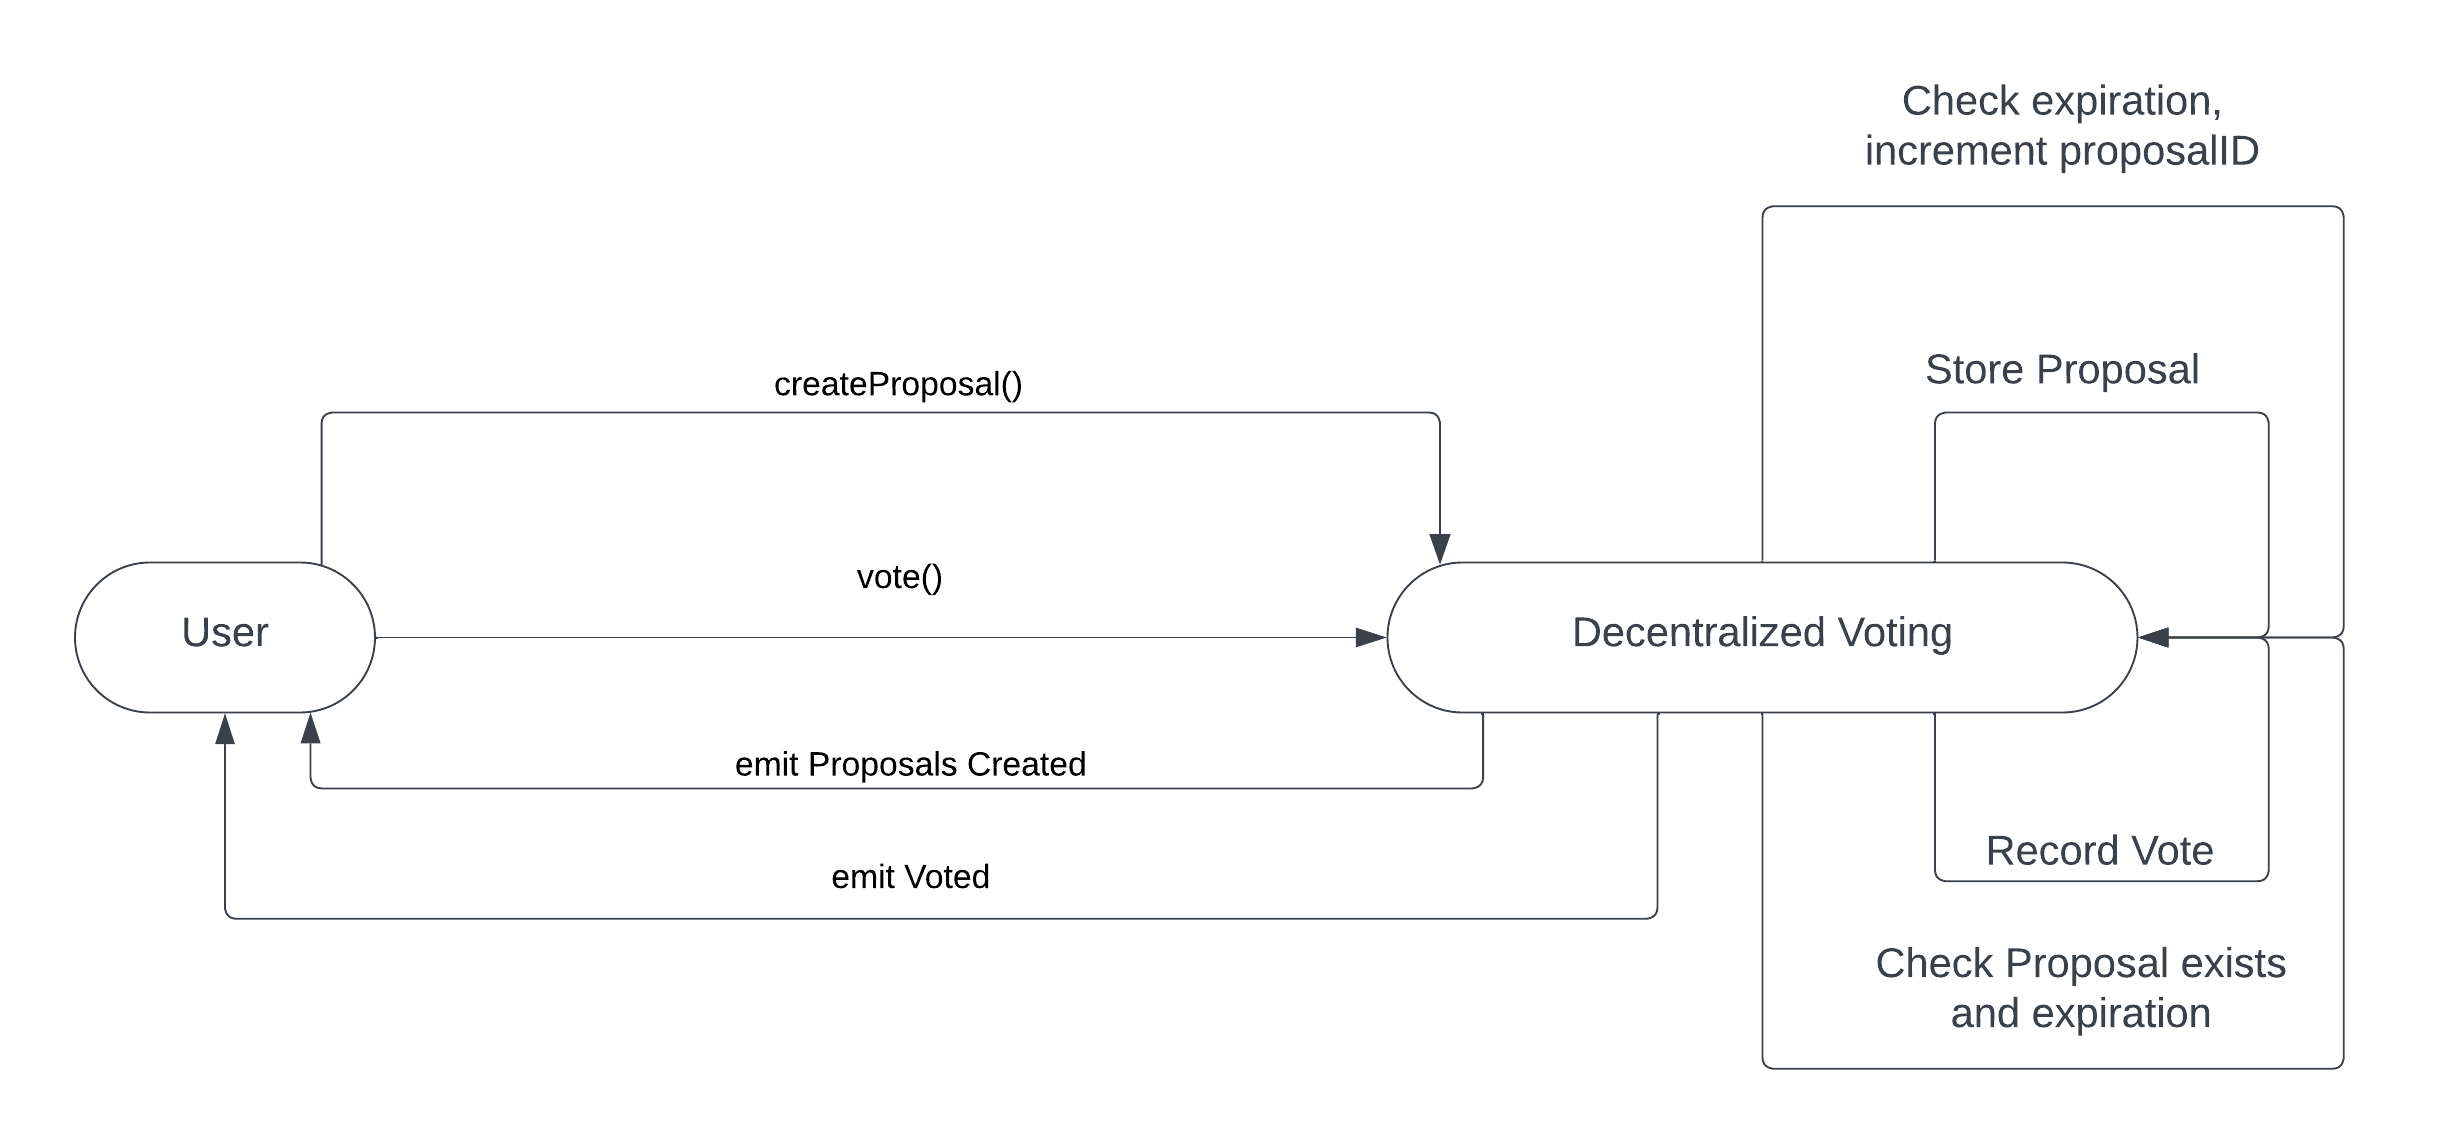 Check expiration,
increment proposalID
Store Proposal
createProposal()
vote()
User
Decentralized Voting
emit Proposals Created
Record Vote
emit Voted
Check Proposal exists
and expiration